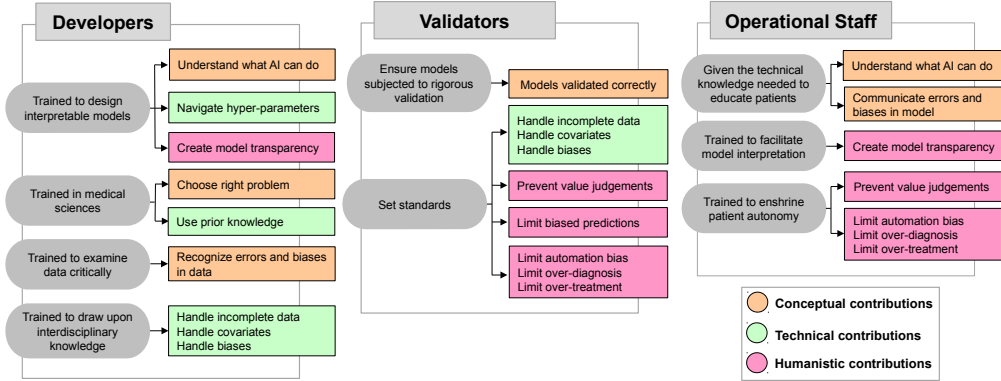 Developers
Trained to design
interpretable models
Understand what AI can do
Navigate hyper-parameters
Create model transparency
Trained in medical
sciences
Choose right problem
Use prior knowledge
Trained to examine
data critically
Recognize errors and biases
in data
Trained to draw upon
interdisciplinary
knowledge
Handle incomplete data
Handle covariates
Handle biases
Validators
Ensure models
subjected to rigorous
validation
Models validated correctly
Set standards
Handle incomplete data
Handle covariates
Handle biases
Prevent value judgements
Limit biased predictions
Limit automation bias
Limit over-diagnosis
Limit over-treatment
Operational Staff
Given the technical
knowledge needed to
educate patients
Understand what AI can do
Communicate errors and
biases in model
Trained to facilitate
model interpretation
Create model transparency
Trained to enshrine
patient autonomy
Prevent value judgements
Limit automation bias
Limit over-diagnosis
Limit over-treatment
Conceptual contributions
Technical contributions
Humanistic contributions